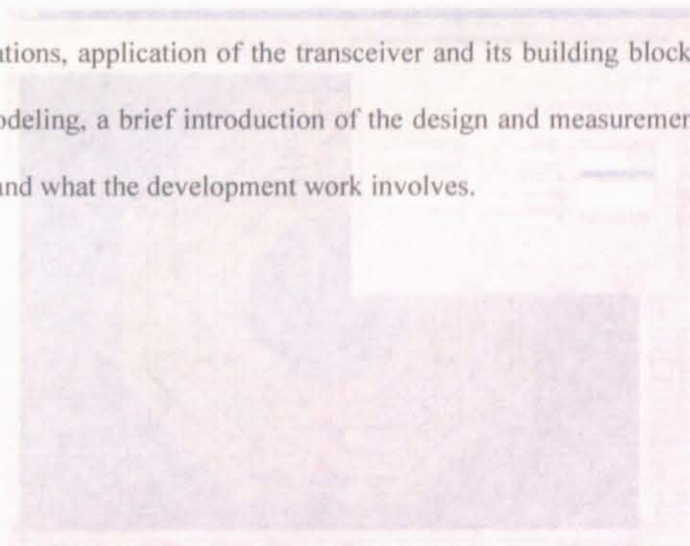 ations, application of the transceiver and its building block
odeling, a brief introduction of the design and measuremen
and what the development work involves.